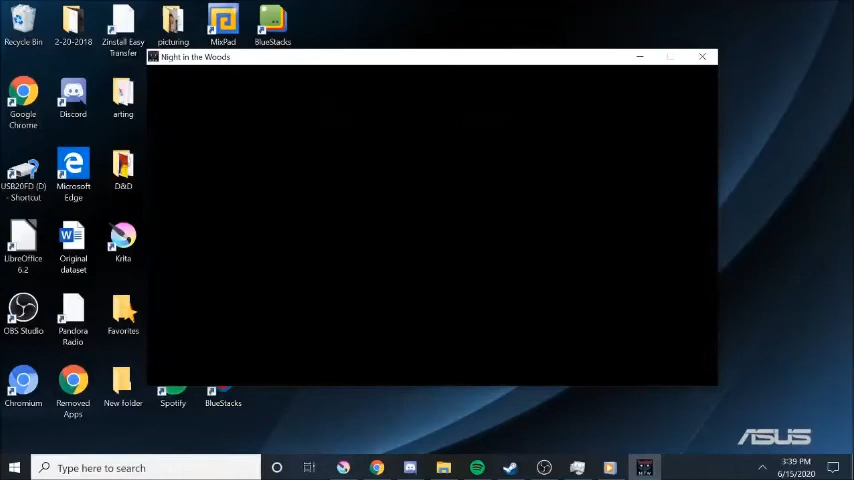 Recycle Bin
2-20-2018
Zinstall Easy
Transfer
picturing
MixPad
BlueStacks
Night in the Woods
Google
Chrome
Discord
arting
USB20FD (D)
- Shortcut
Microsoft
Edge
D&D
LibreOffice
6.2
Original
dataset
Krita
OBS Studio
Pandora
Radio
Favorites
Chromium
Removed
Apps
New folder
Spotify
BlueStacks
ASUS
Type here to search
3:39 PM
6/15/2020